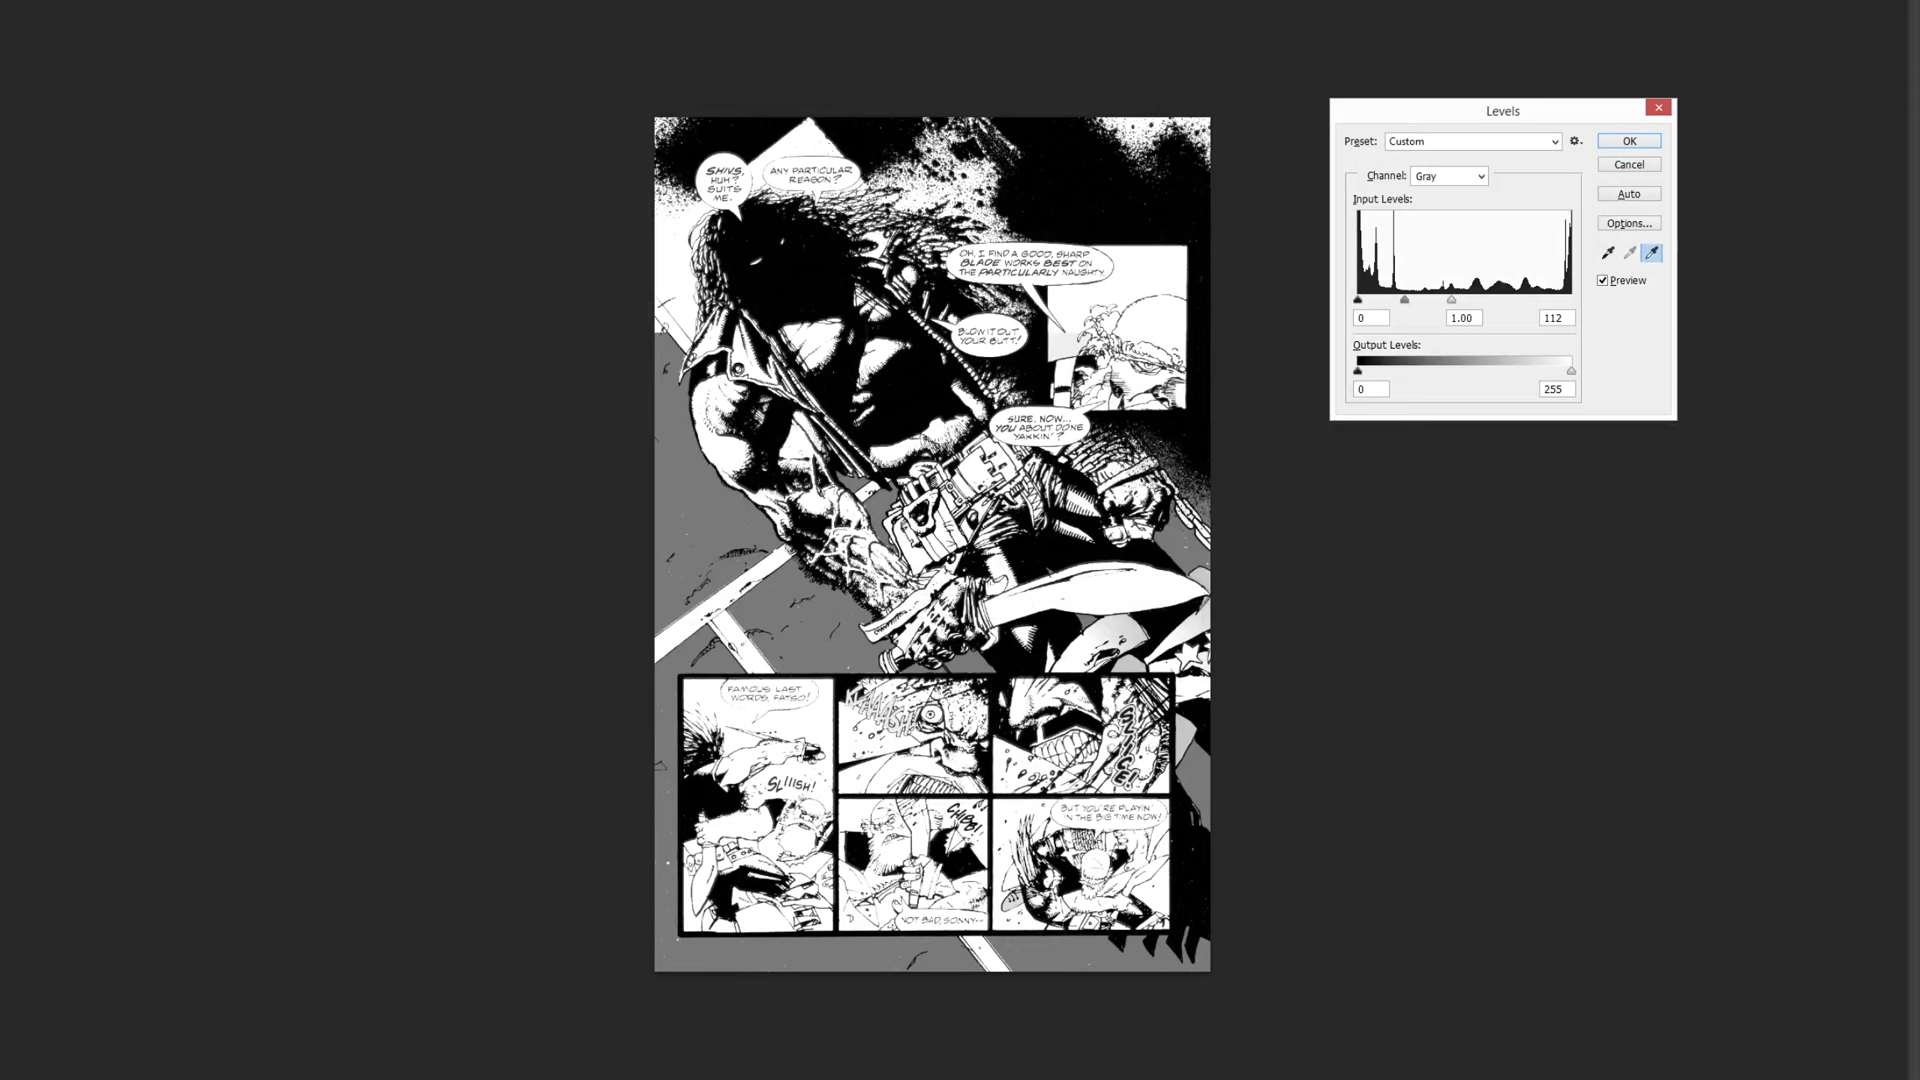 Levels
Preset: Custom
OK
Cancel
Channel: Gray
Auto
Input Levels:
Options...
Preview
0 1.00 112
Output Levels:
0 255
SHIVS,
HUH?
SUITS
ME.
ANY PARTICULAR
REASON?
OH, I FIND A GOOD, SHARP
BLADE WORKS BEST ON
THE PARTICULARLY NAUGHTY.
BLOW IT OUT
YOUR BUTT!
SURE. NOW...
YOU ABOUT DONE
YAKKIN'?
FAMOUS LAST
WORDS, FATSO!
SLIIISH!
SLIICE!
NOT BAD, SONNY--
BUT YOU'RE PLAYIN'
IN THE BIG TIME NOW!